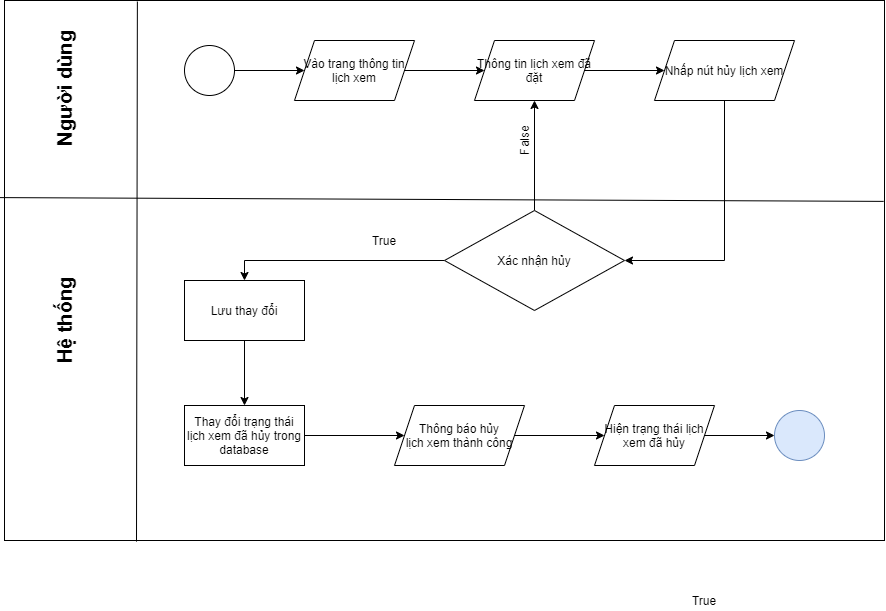 Người dùng
Vào trang thông tin
lịch xem
Thông tin lịch xem đã
đặt
Nhấp nút hủy lịch xem
False
Hệ thống
True
Xác nhận hủy
Lưu thay đổi
Thay đổi trạng thái
lịch xem đã hủy trong
database
Thông báo hủy
lịch xem thành công
Hiện trạng thái lịch
xem đã hủy
True